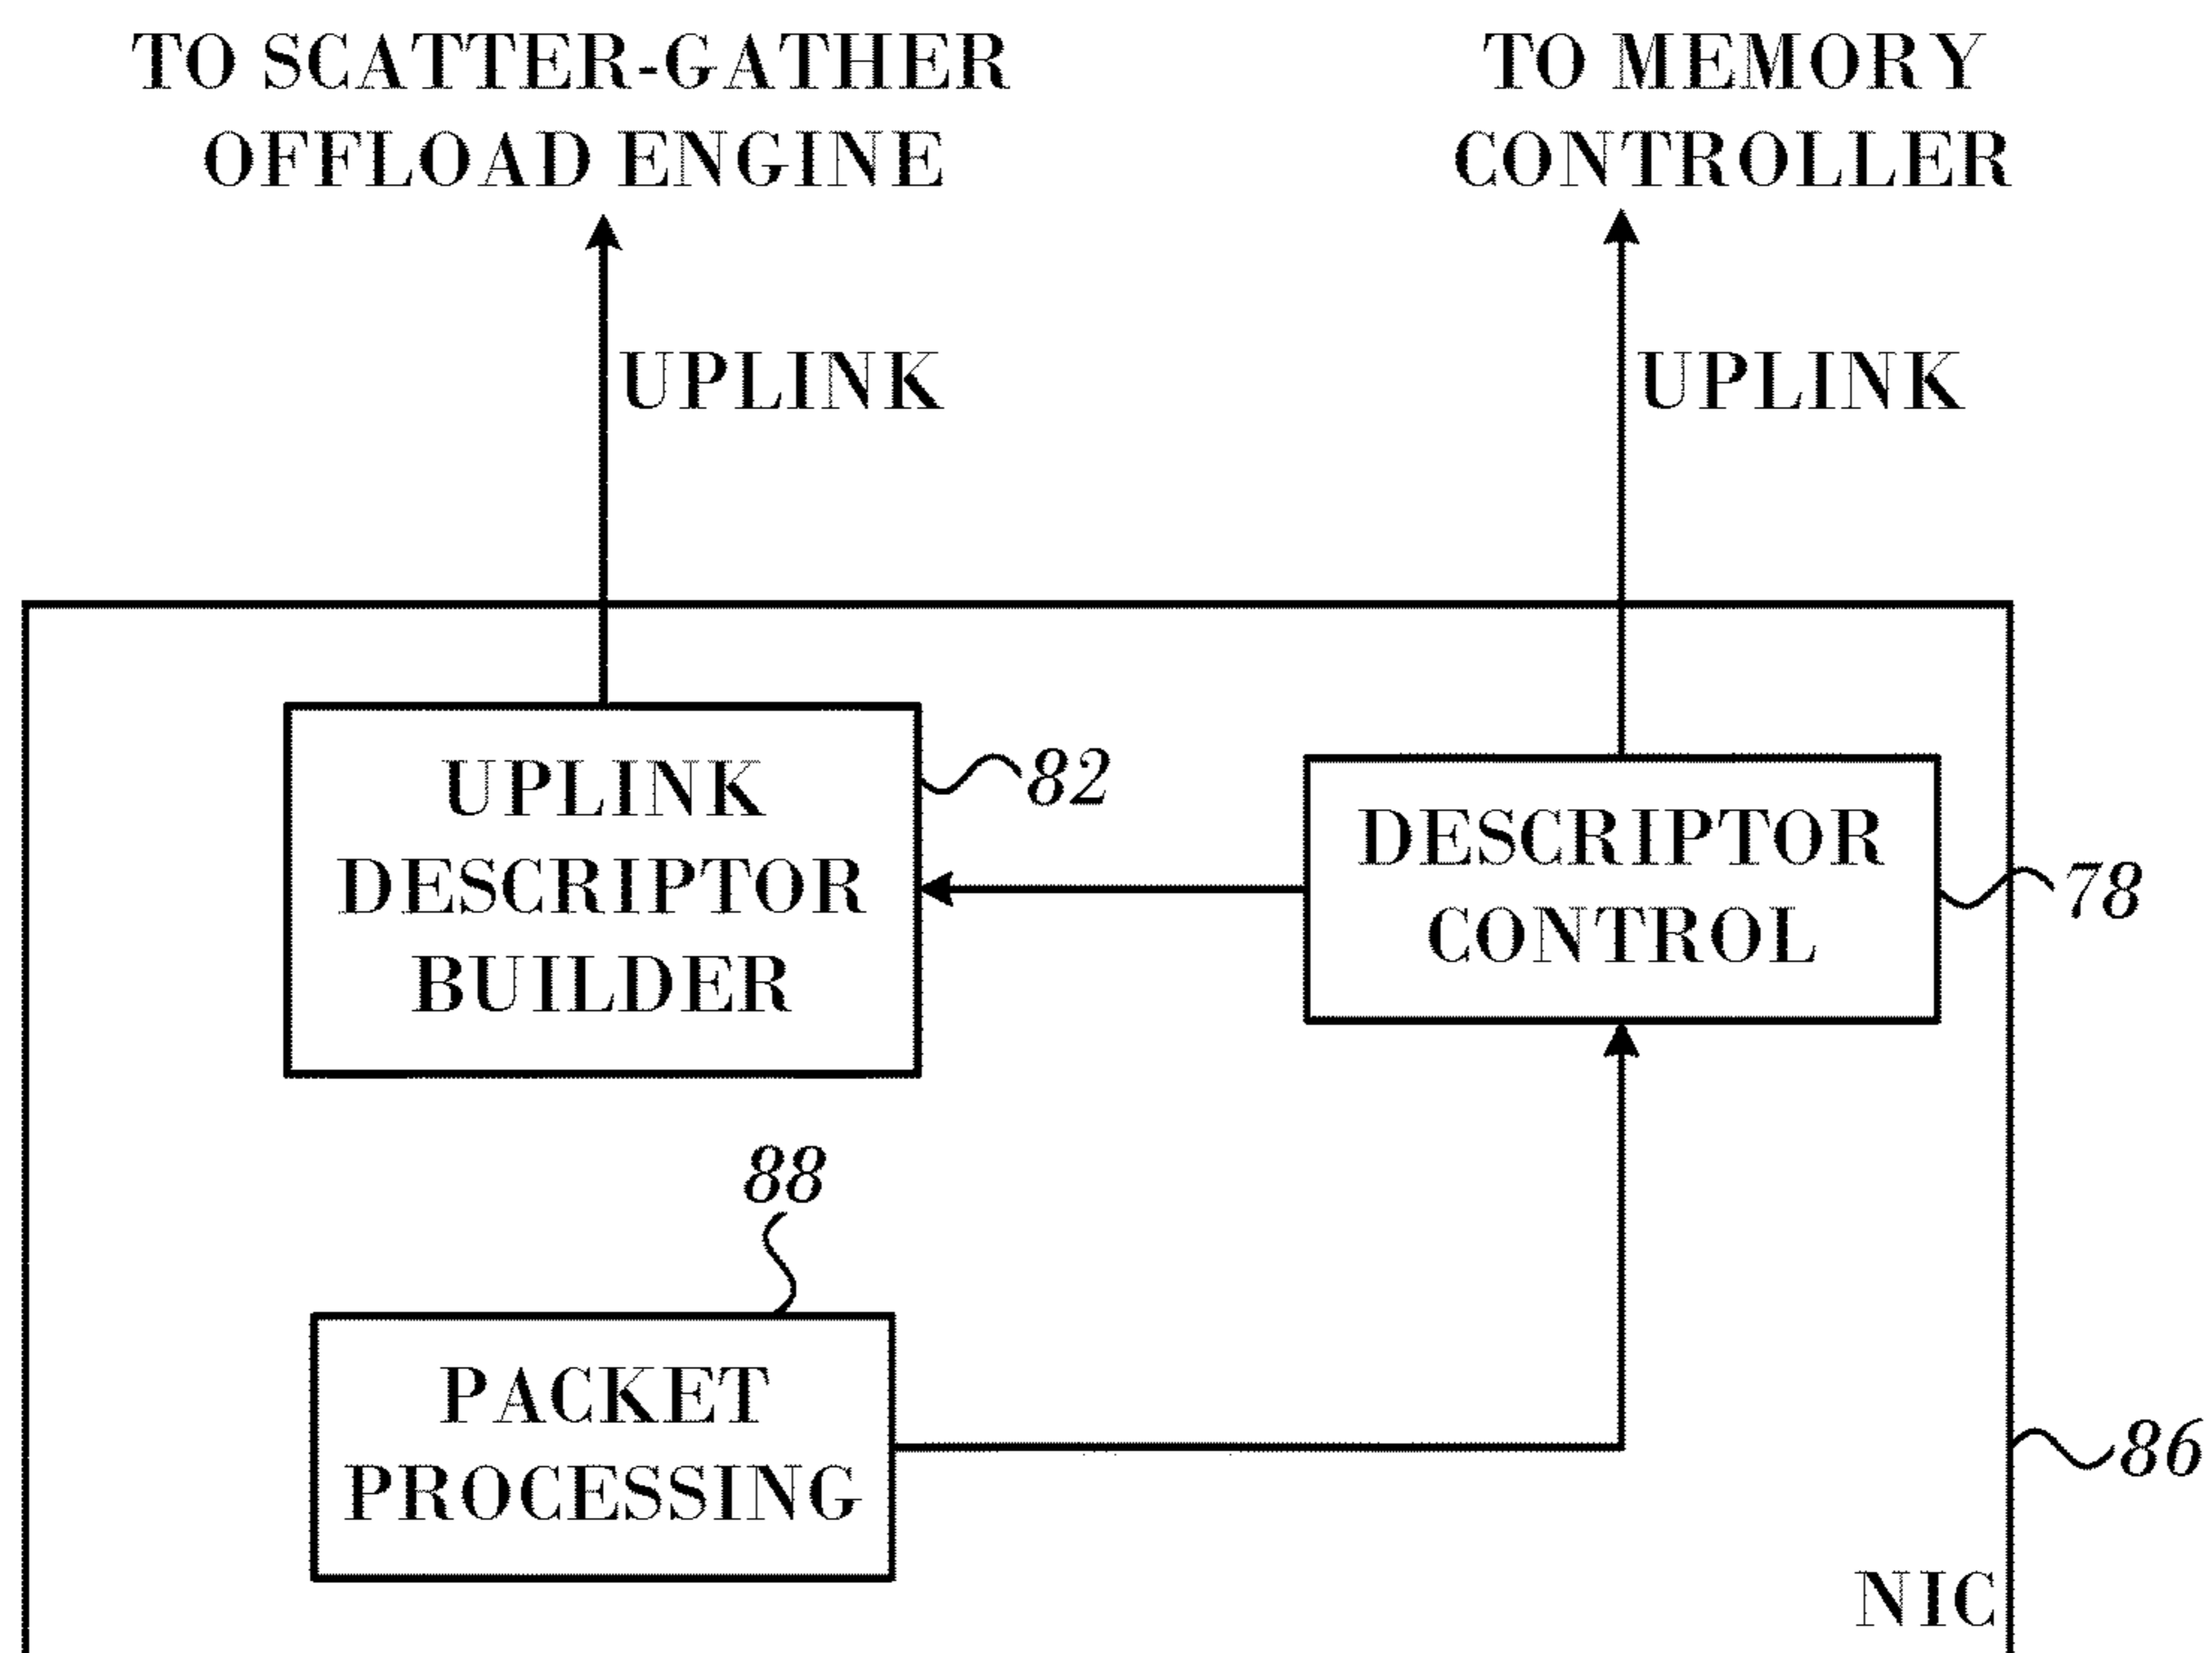 TO SCATTER-GATHER
OFFLOAD ENGINE
TO MEMORY
CONTROLLER
UPLINK
UPLINK
UPLINK
DESCRIPTOR
BUILDER
82
DESCRIPTOR
CONTROL
78
88
PACKET
PROCESSING
86
NIC